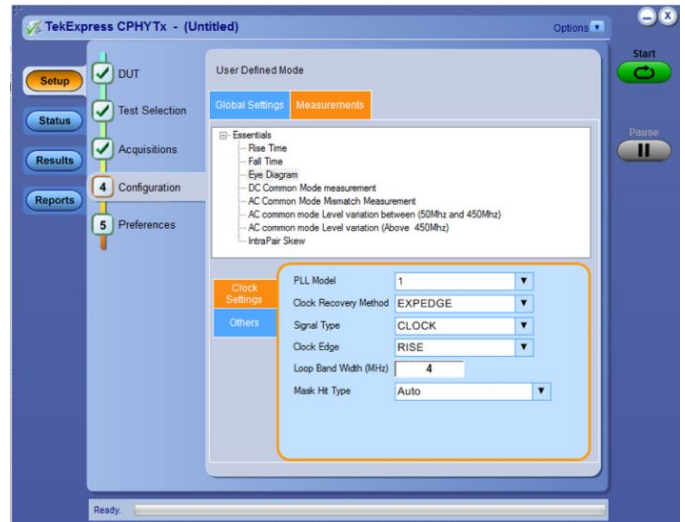 TekExpress CPHYTx - (Untitled)
Options
Start
Pause
Setup
Status
Results
Reports
DUT
Test Selection
Acquisitions
4 Configuration
5 Preferences
User Defined Mode
Global Settings Measurements
Essentials
Rise Time
Fall Time
Eye Diagram
DC Common Mode measurement
AC Common Mode Mismatch Measurement
AC common mode Level variation between (50Mhz and 450Mhz)
AC common mode Level variation (Above 450Mhz)
IntraPair Skew
Clock
Settings
Others
PLL Model 1
Clock Recovery Method EXPEDGE
Signal Type CLOCK
Clock Edge RISE
Loop Band Width (MHz) 4
Mask Hit Type Auto
Ready.